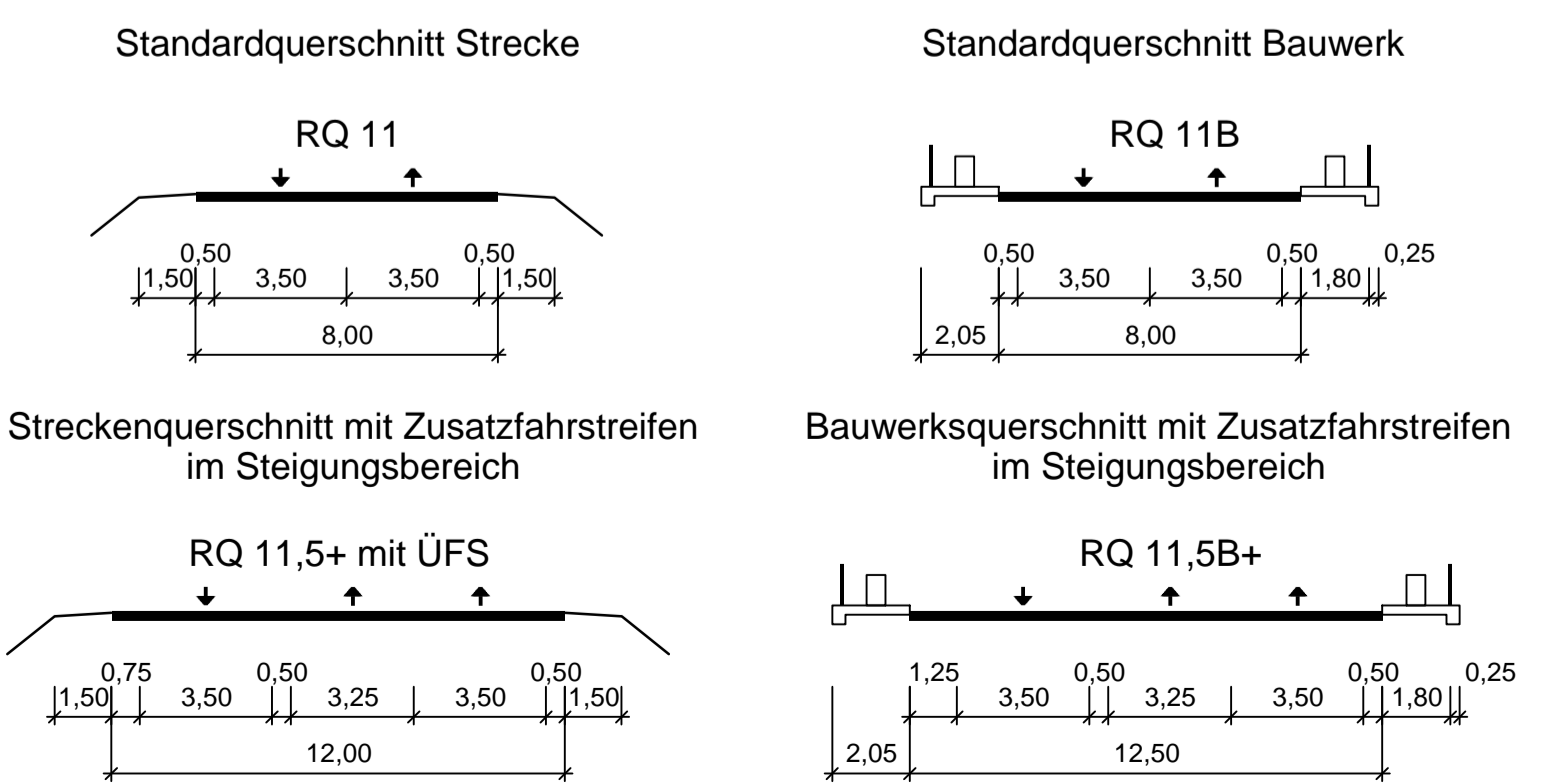 Standardquerschnitt Strecke
RQ 11
0,50 0,50
1,50 3,50 3,50 1,50
8,00
Standardquerschnitt Bauwerk
RQ 11B
0,50 0,50 0,25
3,50 3,50 1,80
2,05 8,00
Streckenquerschnitt mit Zusatzfahrstreifen
im Steigungsbereich
RQ 11,5+ mit ÜFS
0,75 0,50 0,50
1,50 3,50 3,25 3,50 1,50
12,00
Bauwerksquerschnitt mit Zusatzfahrstreifen
im Steigungsbereich
RQ 11,5B+
1,25 0,50 0,50 0,25
3,50 3,25 3,50 1,80
2,05 12,50